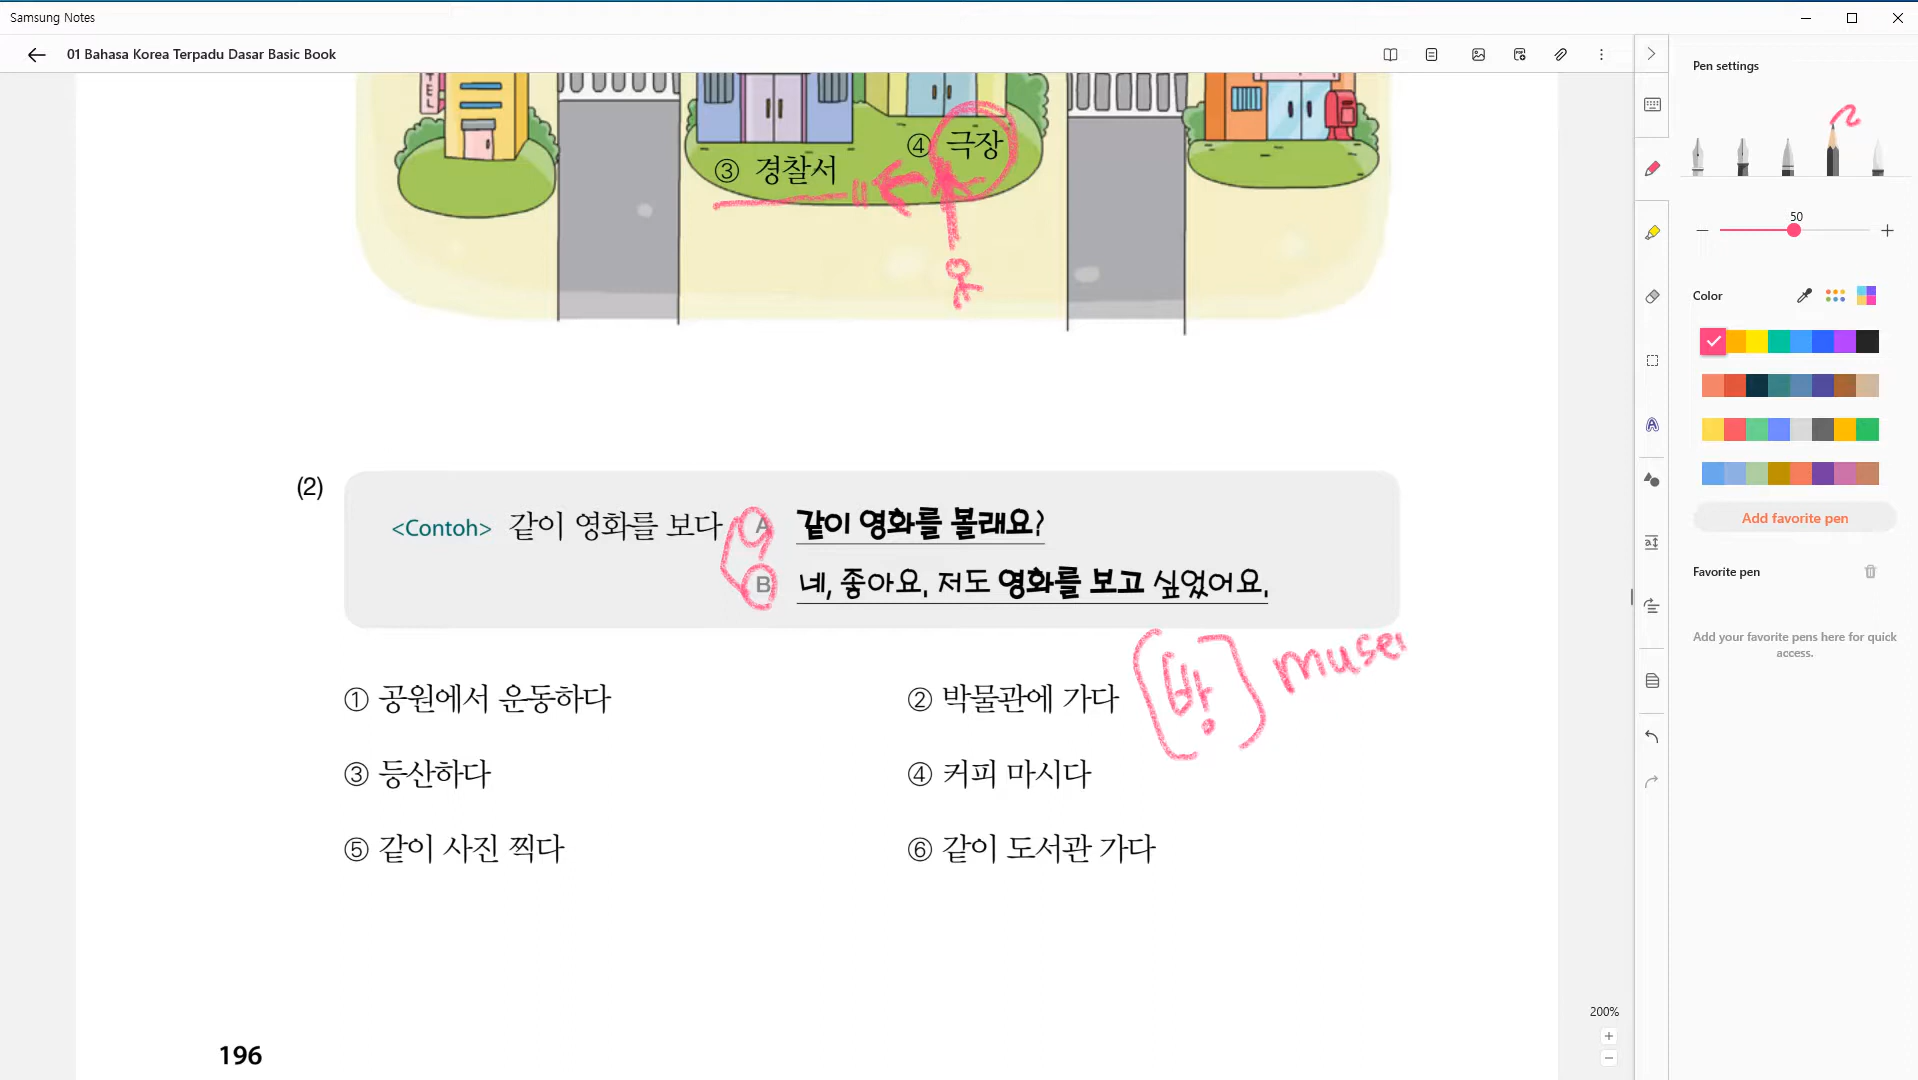 Samsung Notes
01 Bahasa Korea Terpadu Dasar Basic Book
Pen settings
50
Color
Add favorite pen
Favorite pen
Add your favorite pens here for quick access.
TEL
③ 경찰서
④ 극장
(2)
<Contoh> 같이 영화를 보다 A 같이 영화를 볼래요?
B 네, 좋아요. 저도 영화를 보고 싶었어요.
① 공원에서 운동하다
② 박물관에 가다 [방] muse
③ 등산하다
④ 커피 마시다
⑤ 같이 사진 찍다
⑥ 같이 도서관 가다
196
200%